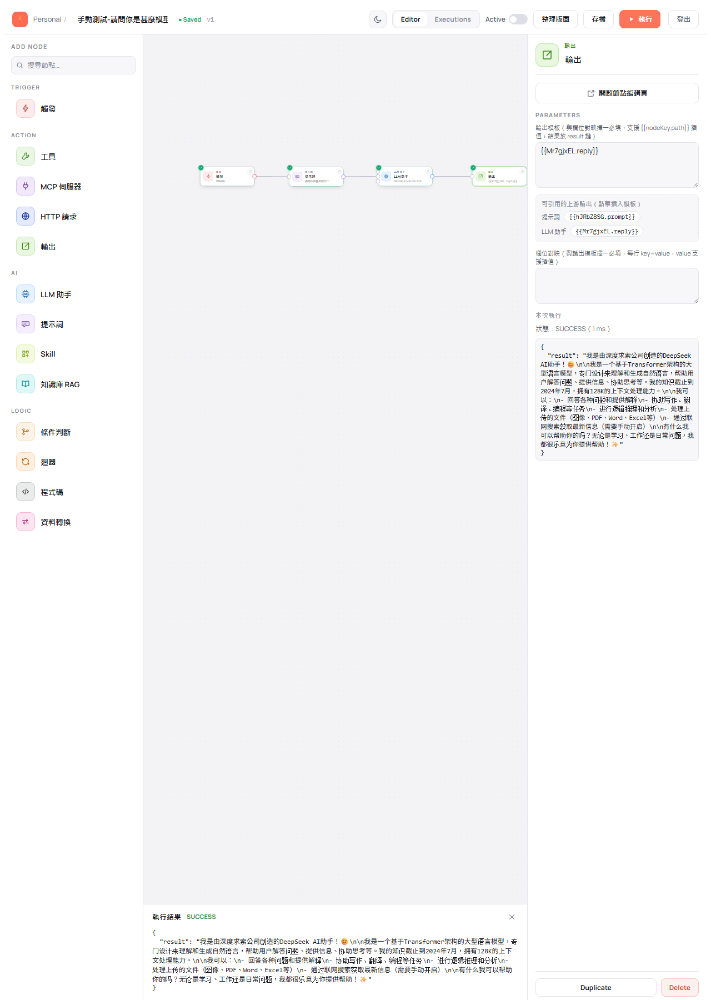 Personal /
手動測試-請問你是甚麼模型
● Saved
v1
Editor
Executions
Active
整理版面
存檔
執行
登出
ADD NODE
搜尋節點...
TRIGGER
觸發
ACTION
工具
MCP 伺服器
HTTP 請求
輸出
AI
LLM 助手
提示詞
Skill
知識庫 RAG
LOGIC
條件判斷
迴圈
程式碼
資料轉換
觸發
MANUAL
提示詞
請問你是甚麼模型？
LLM 助手
LLM 助手
輸出
輸出
{{Mr7gjxEL.reply}}
執行結果
SUCCESS
{
"result": "我是由深度求索公司创造的DeepSeek AI助手！😊\n\n我是一个基于Transformer架构的大型语言模型，专
门设计来理解和生成自然语言，帮助用户解答问题、提供信息、协助思考等。我的知识截止到2024年7月，拥有128K的上下
文处理能力。\n\n我可以：\n- 回答各种问题和提供解释\n- 协助写作、翻译、编程等任务\n- 进行逻辑推理和分析\n-
处理上传的文件（图像、PDF、Word、Excel等）\n- 通过联网搜索获取最新信息（需要手动开启）\n\n有什么我可以帮助
你的吗？无论是学习、工作还是日常问题，我都很乐意为你提供帮助！✨"
}
輸出
輸出
開啟節點編輯頁
PARAMETERS
輸出模板（與欄位對映擇一必填，支援 {{nodeKey.path}} 插
值，結果放 result 鍵）
{{Mr7gjxEL.reply}}
可引用的上游輸出（點擊插入模板）
提示詞 {{hJRbZ8SG.prompt}}
LLM 助手 {{Mr7gjxEL.reply}}
欄位對映（與輸出模板擇一必填，每行 key=value，value 支
援插值）
本次執行
狀態：SUCCESS（1 ms）
{
"result": "我是由深度求索公司创造的DeepSeek
AI助手！😊\n\n我是一个基于Transformer架构的大
型语言模型，专门设计来理解和生成自然语言，帮助用
户解答问题、提供信息、协助思考等。我的知识截止到
2024年7月，拥有128K的上下文处理能力。\n\n我可
以：\n- 回答各种问题和提供解释\n- 协助写作、翻
译、编程等任务\n- 进行逻辑推理和分析\n- 处理上
传的文件（图像、PDF、Word、Excel等）\n- 通过联
网搜索获取最新信息（需要手动开启）\n\n有什么我
可以帮助你的吗？无论是学习、工作还是日常问题，我
都很乐意为你提供帮助！✨"
}
Duplicate
Delete